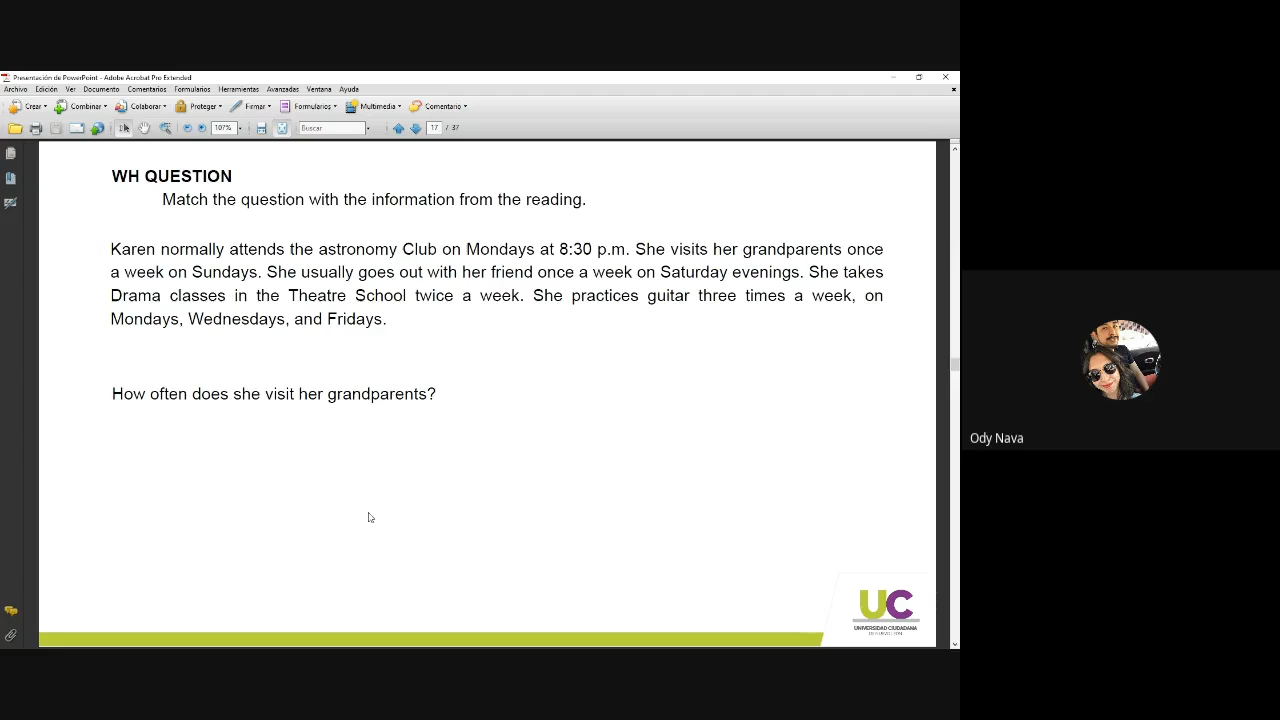 Presentación de PowerPoint - Adobe Acrobat Pro Extended
Archivo Edición Ver Documento Comentarios Formularios Herramientas Avanzadas Ventana Ayuda
Crear Combinar Colaborar Proteger Firmar Formularios Multimedia Comentario
107% Buscar 17 / 37
WH QUESTION
Match the question with the information from the reading.
Karen normally attends the astronomy Club on Mondays at 8:30 p.m. She visits her grandparents once
a week on Sundays. She usually goes out with her friend once a week on Saturday evenings. She takes
Drama classes in the Theatre School twice a week. She practices guitar three times a week, on
Mondays, Wednesdays, and Fridays.
How often does she visit her grandparents?
Ody Nava
UC
UNIVERSIDAD CIUDADANA
DE NUEVO LEÓN